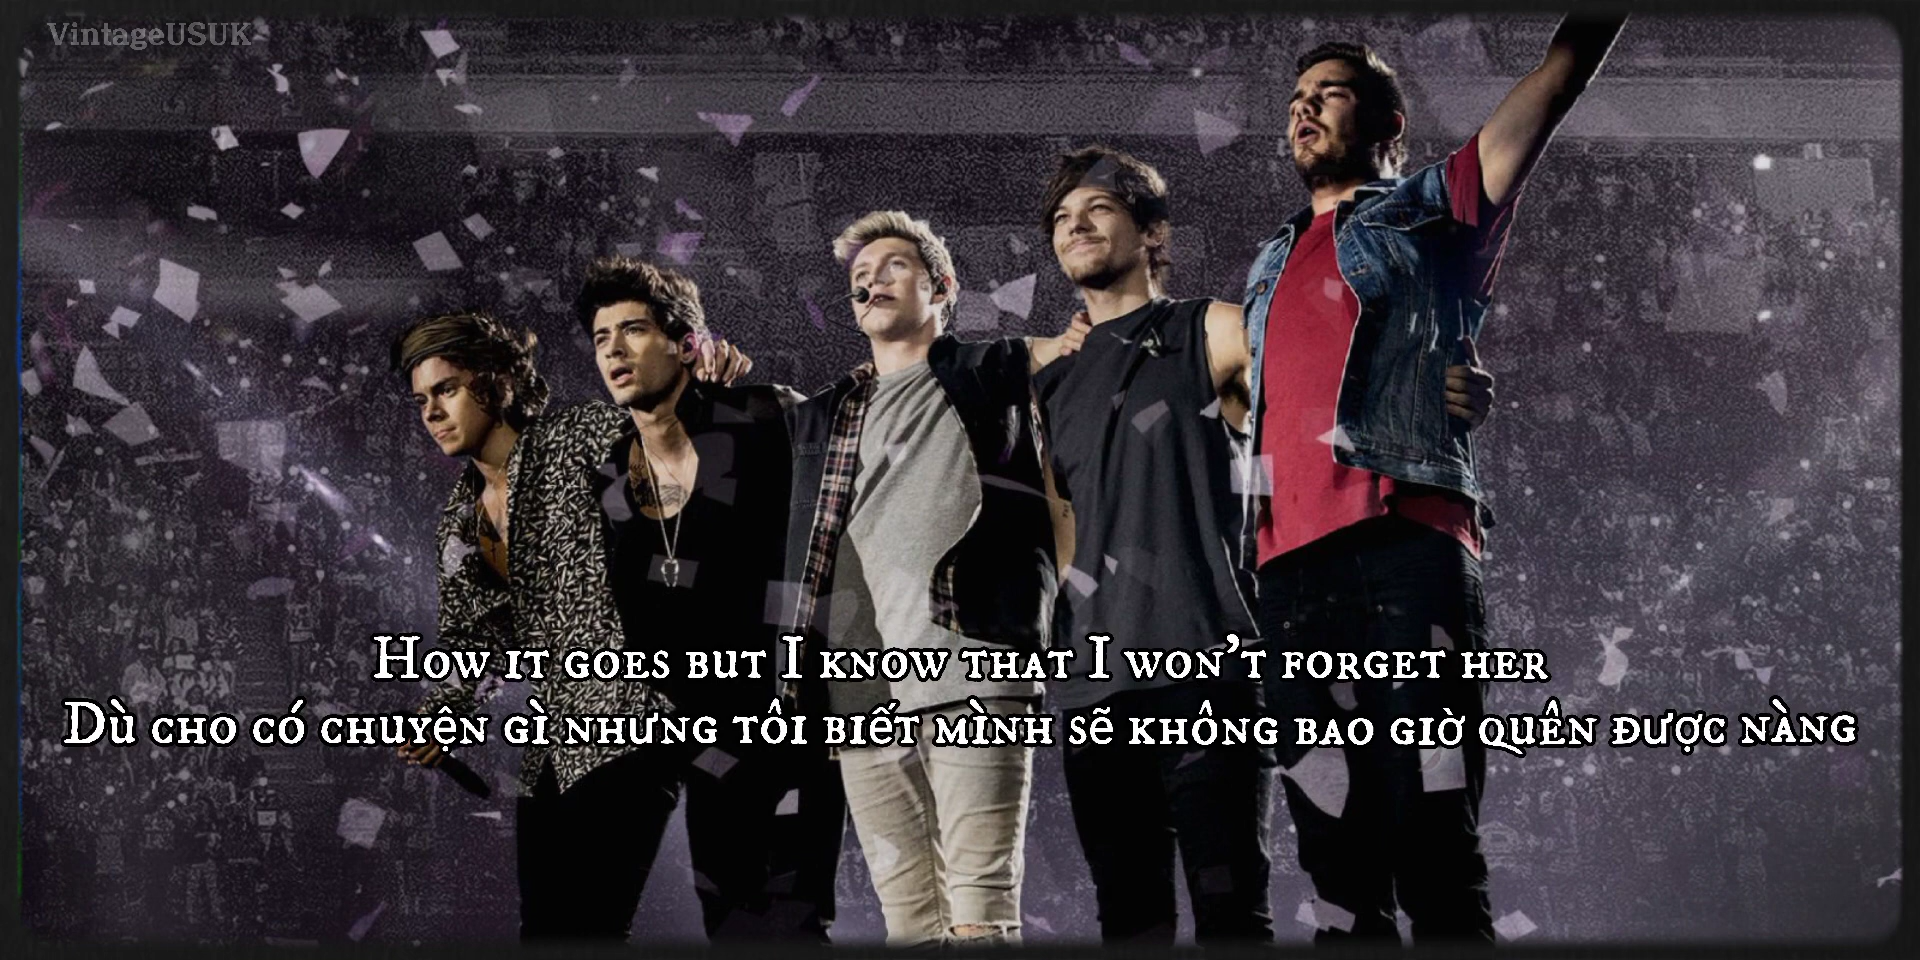 VintageUSUK
How it goes but I know that I won't forget her
Dù cho có chuyện gì nhưng tôi biết mình sẽ không bao giờ quên được nàng